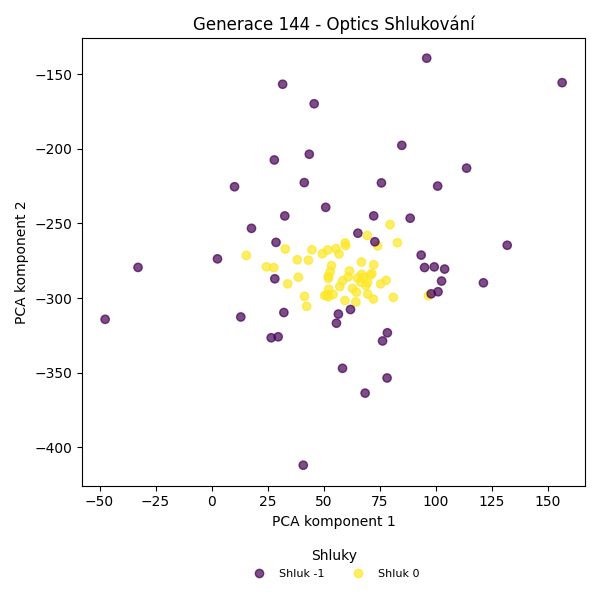 Generace 144 - Optics Shlukování
PCA komponent 2
−150
−200
−250
−300
−350
−400
−50 −25 0 25 50 75 100 125 150
PCA komponent 1
Shluky
Shluk -1 Shluk 0